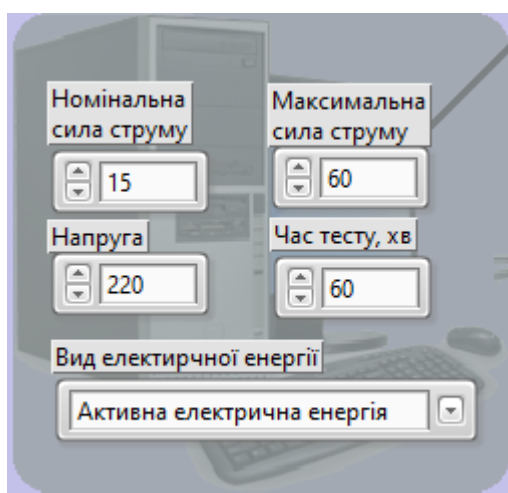 Номінальна
сила струму
Максимальна
сила струму
15
60
Напруга
Час тесту, хв
220
60
Вид електирчної енергії
Активна електрична енергія